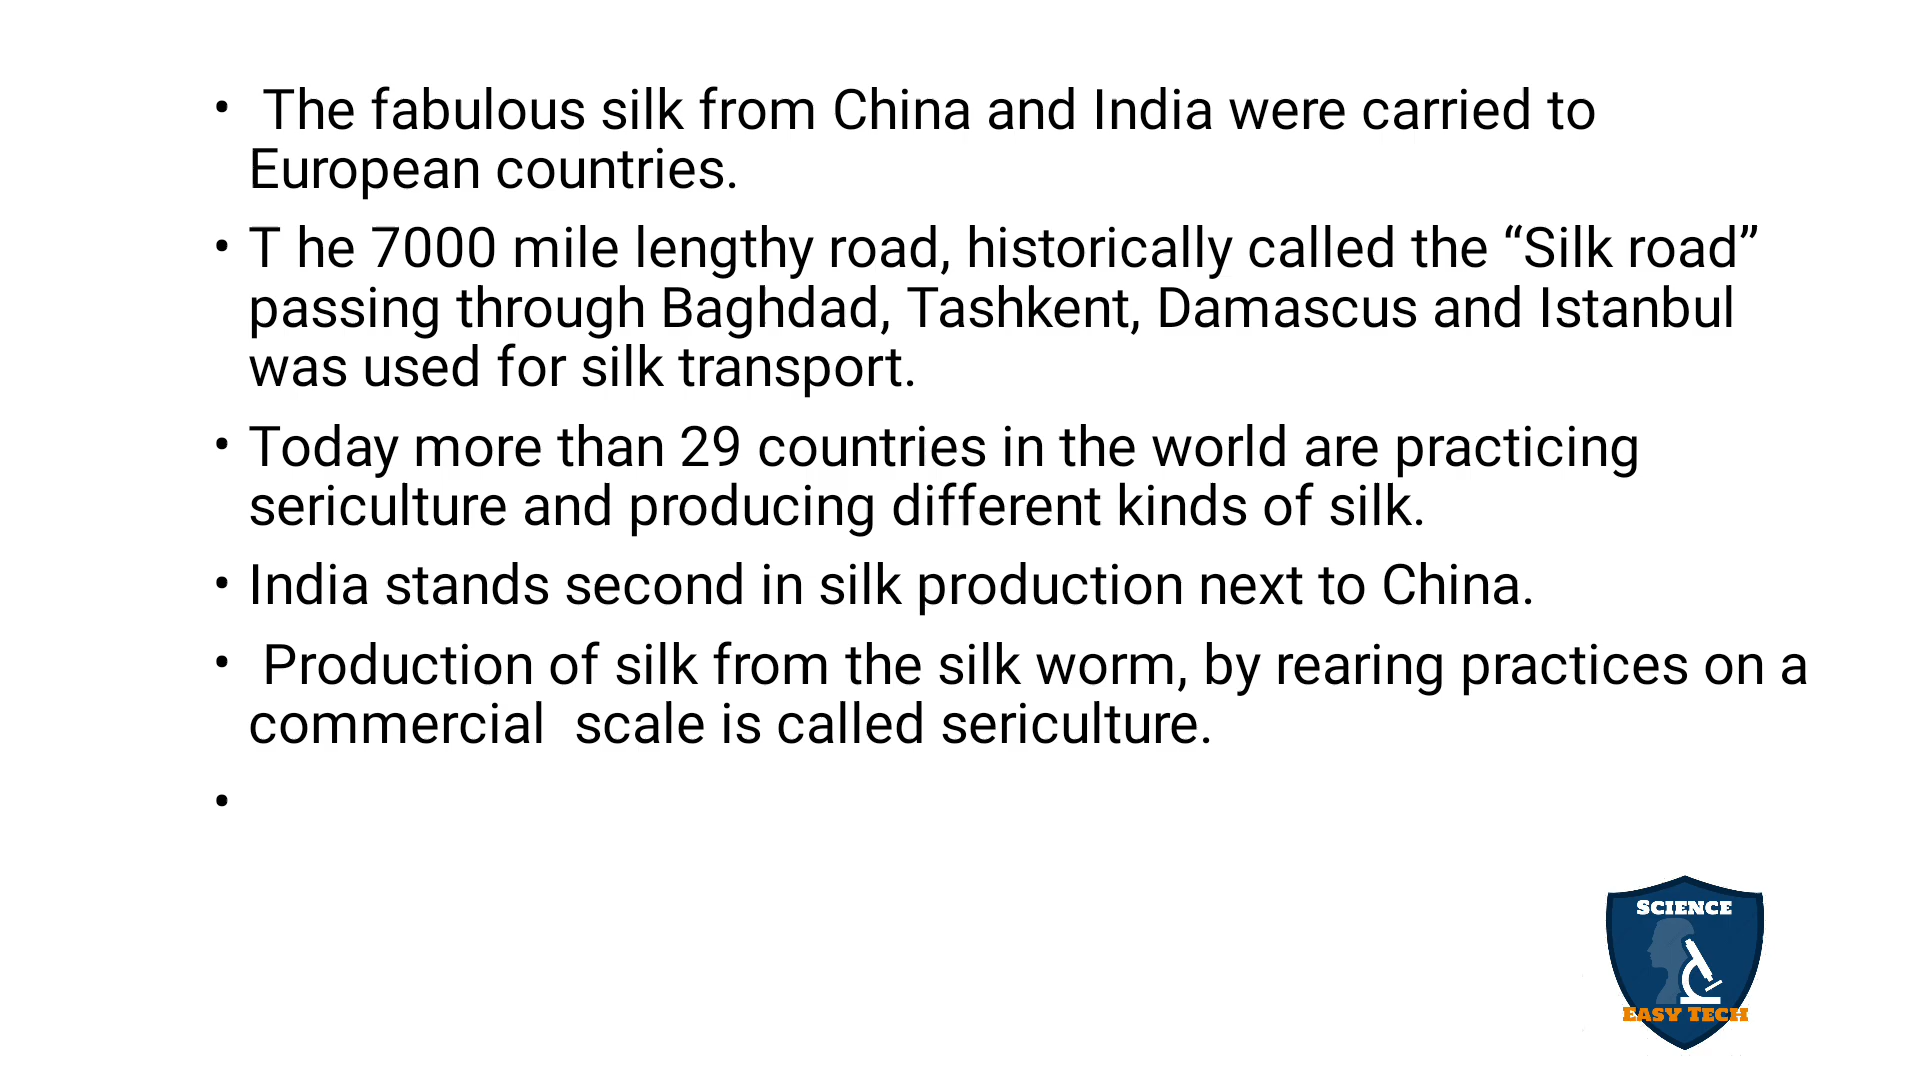 • The fabulous silk from China and India were carried to
European countries.
• T he 7000 mile lengthy road, historically called the “Silk road”
passing through Baghdad, Tashkent, Damascus and Istanbul
was used for silk transport.
• Today more than 29 countries in the world are practicing
sericulture and producing different kinds of silk.
• India stands second in silk production next to China.
• Production of silk from the silk worm, by rearing practices on a
commercial  scale is called sericulture.
•
SCIENCE
EASY TECH